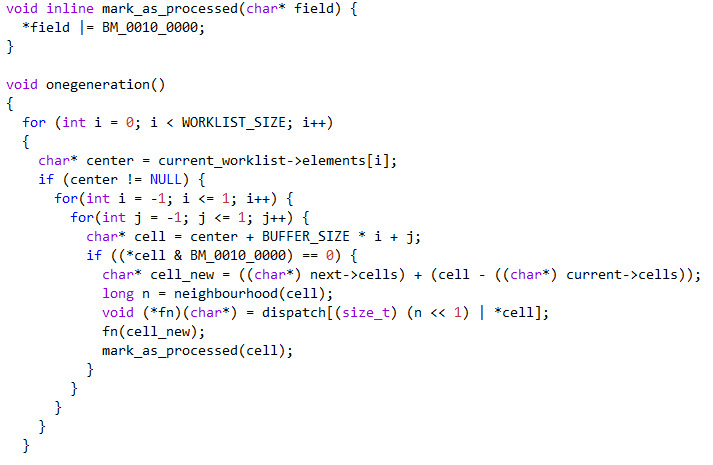 void inline mark_as_processed(char* field) {
  *field |= BM_0010_0000;
}

void onegeneration()
{
  for (int i = 0; i < WORKLIST_SIZE; i++)
  {
    char* center = current_worklist->elements[i];
    if (center != NULL) {
      for(int i = -1; i <= 1; i++) {
        for(int j = -1; j <= 1; j++) {
          char* cell = center + BUFFER_SIZE * i + j;
          if ((*cell & BM_0010_0000) == 0) {
            char* cell_new = ((char*) next->cells) + (cell - ((char*) current->cells));
            long n = neighbourhood(cell);
            void (*fn)(char*) = dispatch[(size_t) (n << 1) | *cell];
            fn(cell_new);
            mark_as_processed(cell);
          }
        }
      }
    }
  }